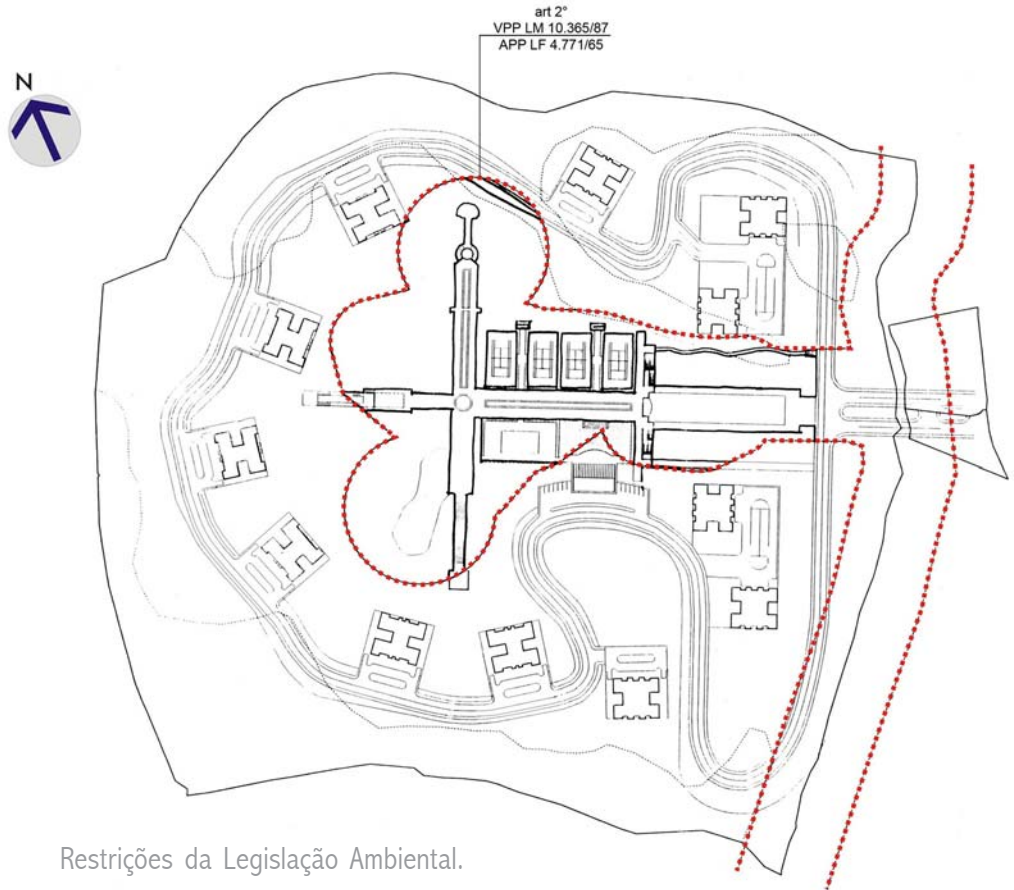 art 2°
VPP LM 10.365/87
APP LF 4.771/65
N
Restrições da Legislação Ambiental.